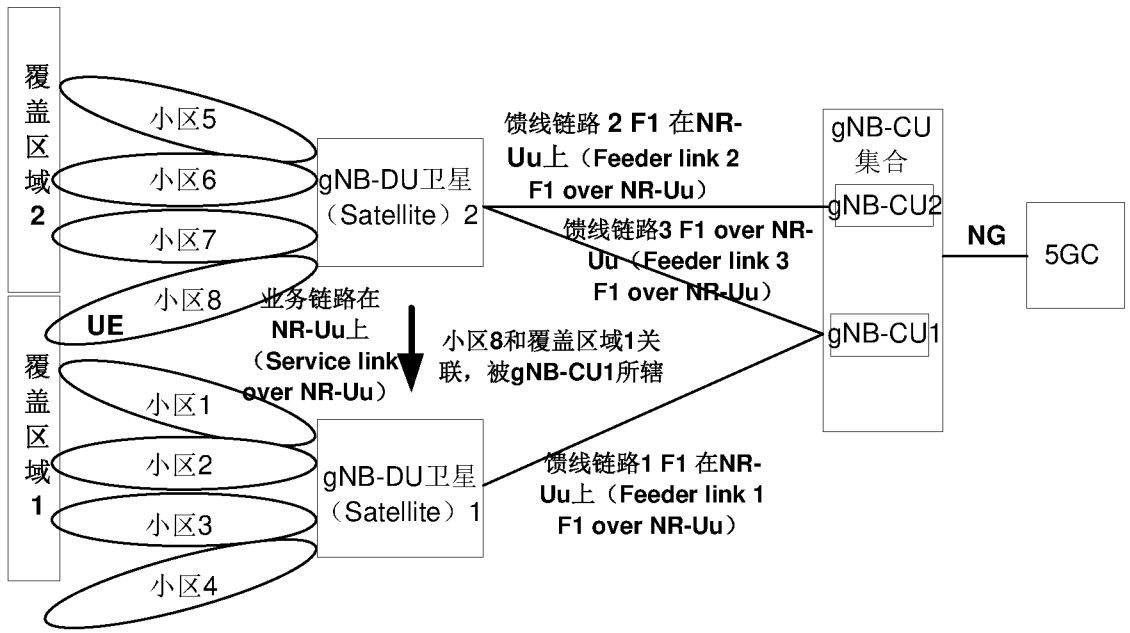 覆盖区域2
小区5
小区6
小区7
小区8
UE
gNB-DU卫星
（Satellite）2
馈线链路 2 F1 在NR-
Uu上（Feeder link 2
F1 over NR-Uu）
馈线链路3 F1 over NR-
Uu（Feeder link 3
F1 over NR-Uu）
gNB-CU
集合
gNB-CU2
gNB-CU1
NG
5GC
业务链路在
NR-Uu上
（Service link
over NR-Uu）
小区8和覆盖区域1关
联，被gNB-CU1所辖
覆盖区域1
小区1
小区2
小区3
小区4
gNB-DU卫星
（Satellite）1
馈线链路1 F1 在NR-
Uu上（Feeder link 1
F1 over NR-Uu）